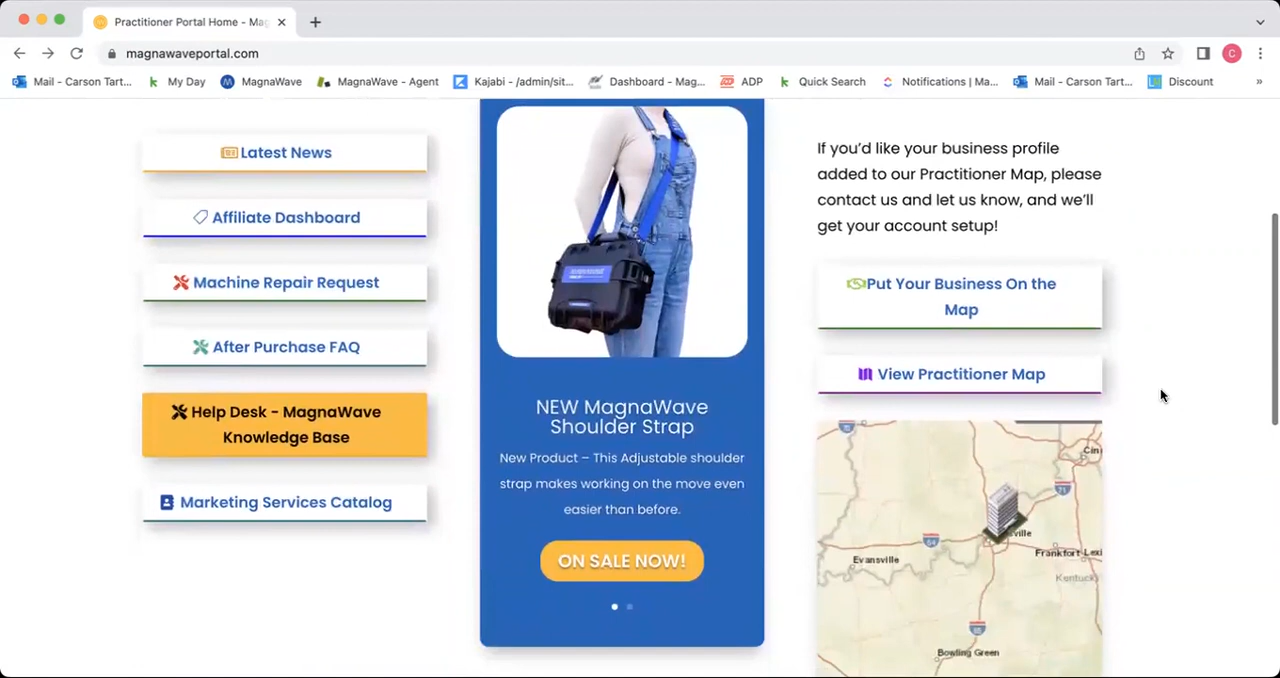 Practitioner Portal Home - Mag
magnawaveportal.com
C
Mail - Carson Tart...
My Day
MagnaWave
MagnaWave - Agent
Kajabi - /admin/sit...
Dashboard - Mag...
ADP
Quick Search
Notifications | Ma...
Mail - Carson Tart...
Discount
»
Latest News
Affiliate Dashboard
Machine Repair Request
After Purchase FAQ
Help Desk - MagnaWave
Knowledge Base
Marketing Services Catalog
NEW MagnaWave
Shoulder Strap
New Product – This Adjustable shoulder
strap makes working on the move even
easier than before.
ON SALE NOW!
If you'd like your business profile
added to our Practitioner Map, please
contact us and let us know, and we'll
get your account setup!
Put Your Business On the
Map
View Practitioner Map
Cin
71
ville
64
Evansville
Frankfort Lexi
Kentucky
65
Bowling Green